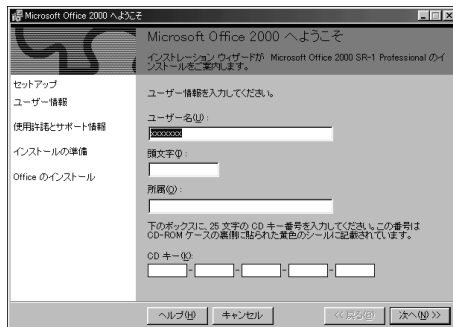 Microsoft Office 2000 へようこそ
Microsoft Office 2000 へようこそ
インストレーション ウィザードが Microsoft Office 2000 SR-1 Professional のイ
ンストールをご案内します。
セットアップ
ユーザー情報
使用許諾とサポート情報
インストールの準備
Office のインストール
ユーザー情報を入力してください。
ユーザー名(U):
xxxxxxx
頭文字(I):
所属(O):
下のボックスに、25 文字の CD キー番号を入力してください。この番号は
CD-ROM ケースの裏側に貼られた黄色のシールに記載されています。
CD キー(K):
- - - -
ヘルプ(H)
キャンセル
<< 戻る(B)
次へ(N) >>